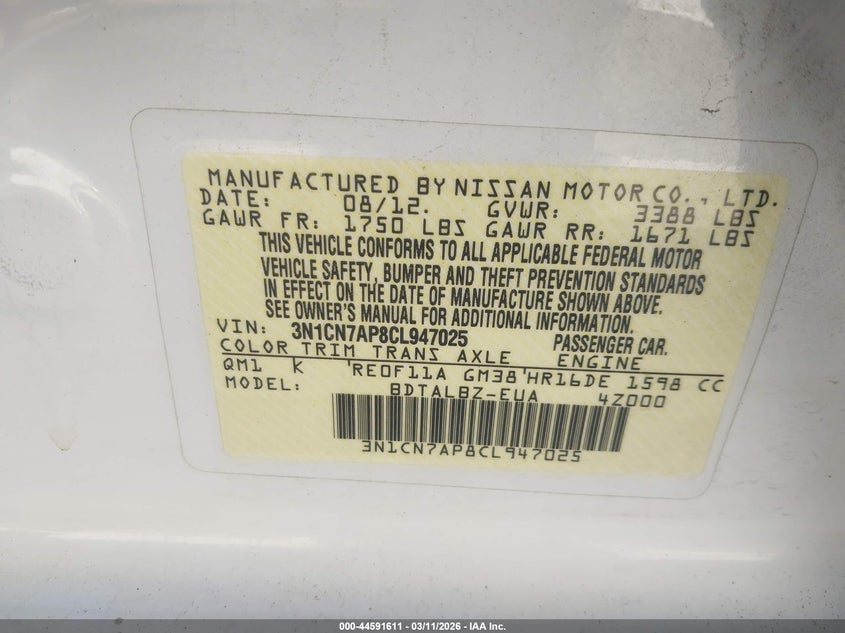 MANUFACTURED BY NISSAN MOTOR CO., LTD.
DATE: 08/12. GVWR: 3388 LBS
GAWR FR: 1750 LBS GAWR RR: 1671 LBS
THIS VEHICLE CONFORMS TO ALL APPLICABLE FEDERAL MOTOR
VEHICLE SAFETY, BUMPER AND THEFT PREVENTION STANDARDS
IN EFFECT ON THE DATE OF MANUFACTURE SHOWN ABOVE.
SEE OWNER'S MANUAL FOR ADDITIONAL INFORMATION.
VIN: 3N1CN7AP8CL947025 PASSENGER CAR.
COLOR TRIM TRANS AXLE ENGINE
QM1 K RE0F11A GM38 HR16DE 1598 CC
MODEL: BDTALBZ-EUA 4Z000
3N1CN7AP8CL947025
000-44591611 - 03/11/2026 - IAA Inc.